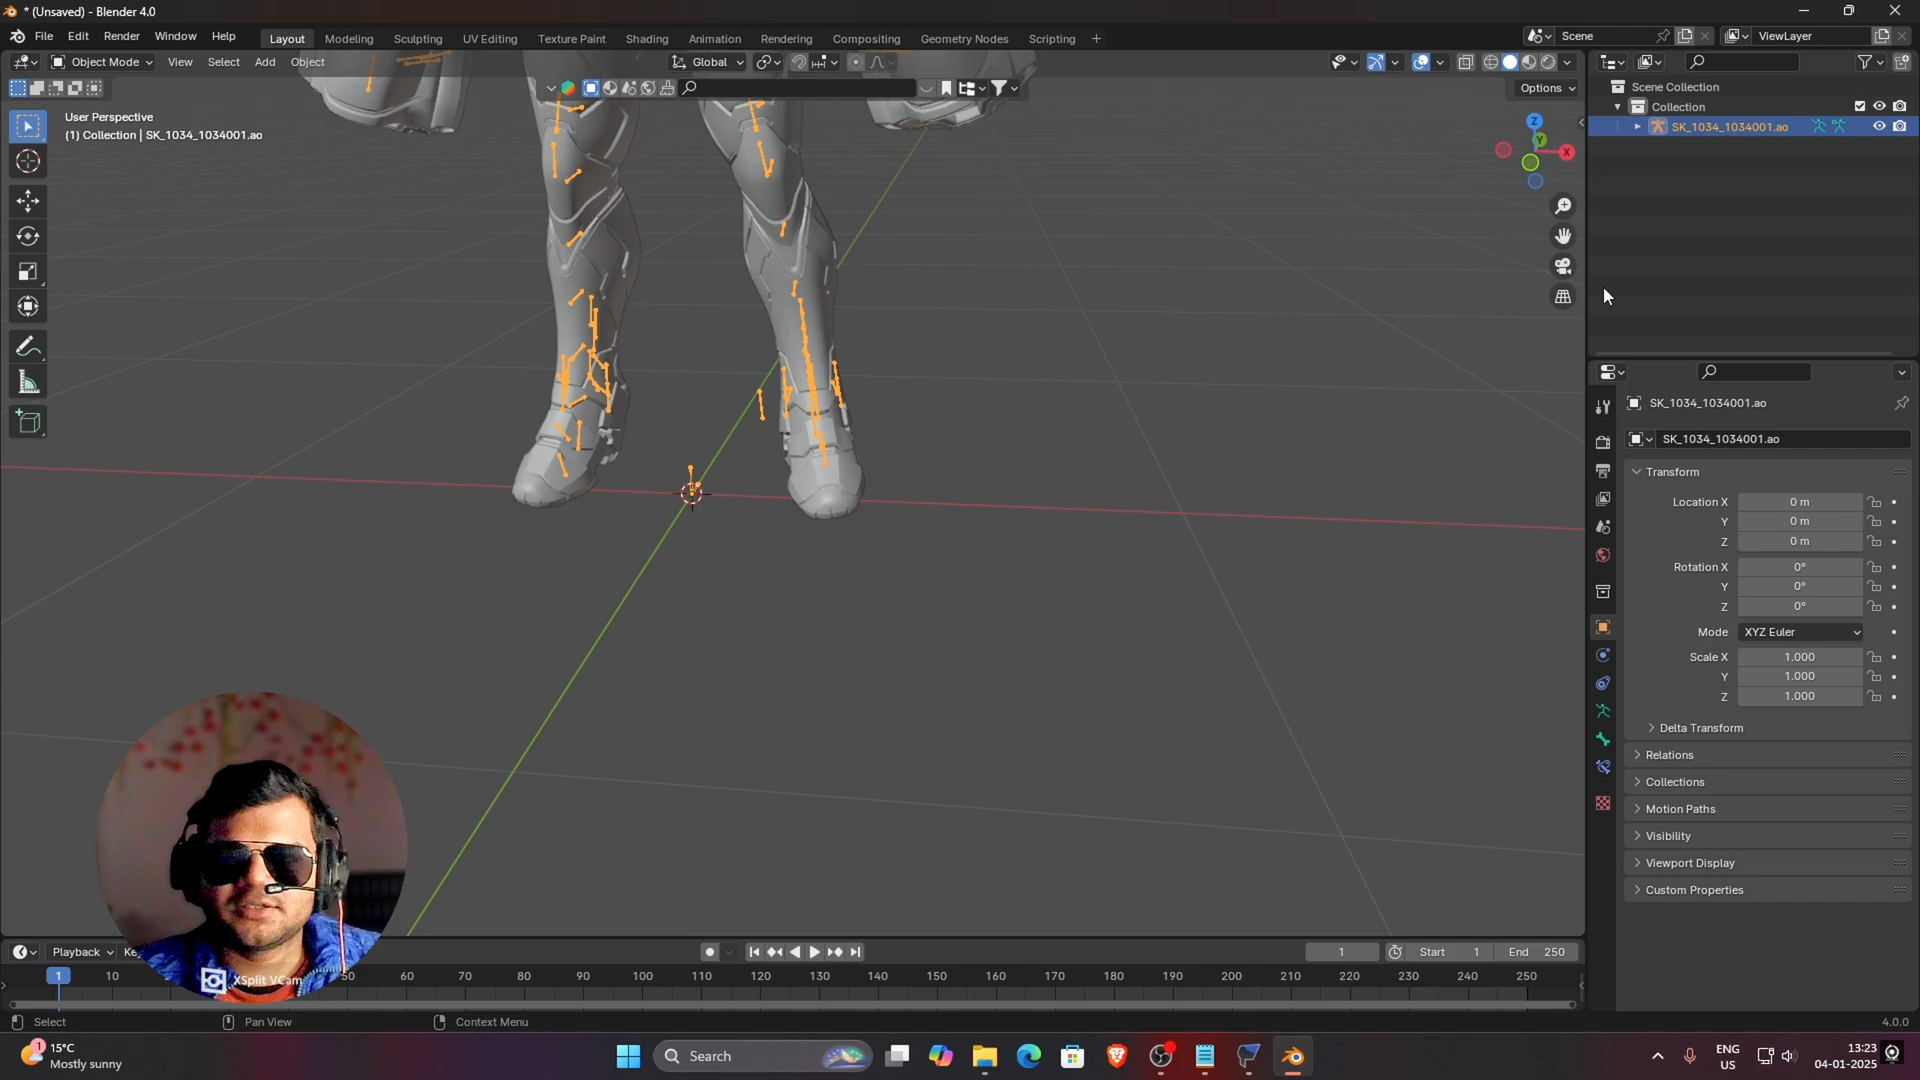 * (Unsaved) - Blender 4.0
File Edit Render Window Help
Layout Modeling Sculpting UV Editing Texture Paint Shading Animation Rendering Compositing Geometry Nodes Scripting +
Scene
ViewLayer
Object Mode View Select Add Object
Global
Options
User Perspective
(1) Collection | SK_1034_1034001.ao
Z
Y
X
Scene Collection
Collection
SK_1034_1034001.ao
SK_1034_1034001.ao
SK_1034_1034001.ao
Transform
Location X 0 m
Y 0 m
Z 0 m
Rotation X 0°
Y 0°
Z 0°
Mode XYZ Euler
Scale X 1.000
Y 1.000
Z 1.000
Delta Transform
Relations
Collections
Motion Paths
Visibility
Viewport Display
Custom Properties
XSplit VCam
Playback Ke
1 Start 1 End 250
1 10 50 60 70 80 90 100 110 120 130 140 150 160 170 180 190 200 210 220 230 240 250
Select Pan View Context Menu 4.0.0
1
15°C
Mostly sunny
Search
ENG
US
13:23
04-01-2025